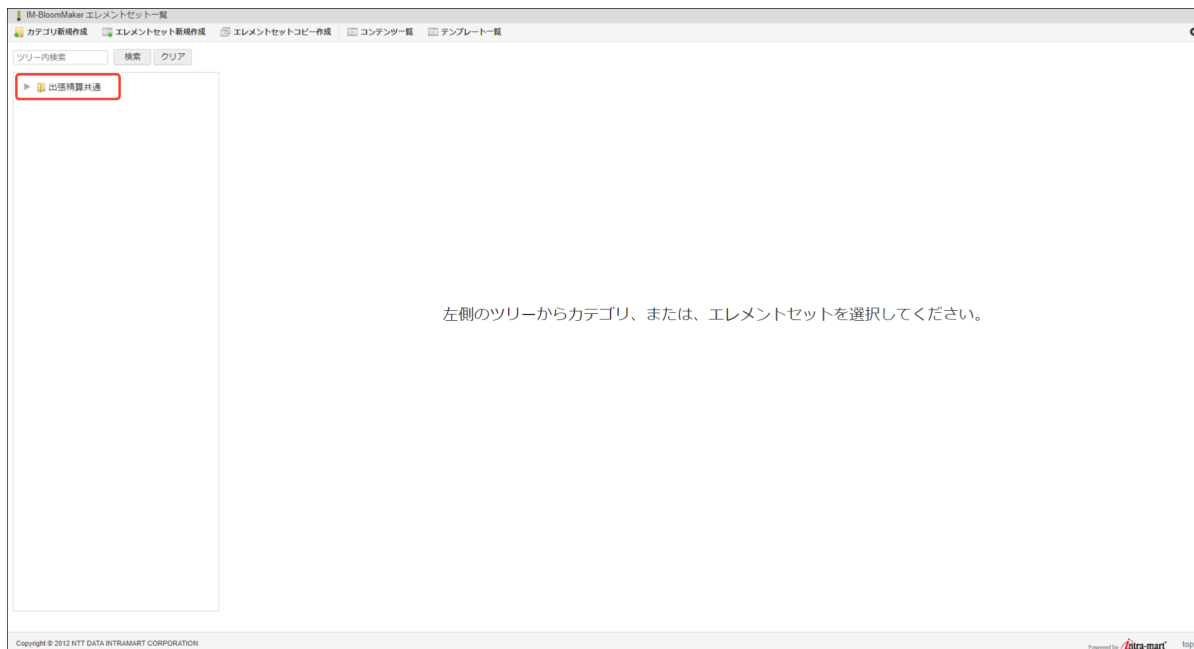 IM-BloomMaker エレメントセット一覧
カテゴリ新規作成 エレメントセット新規作成 エレメントセットコピー作成 コンテンツ一覧 テンプレート一覧
ツリー内検索 検索 クリア
出張精算共通
左側のツリーからカテゴリ、または、エレメントセットを選択してください。
Copyright © 2012 NTT DATA INTRAMART CORPORATION
Powered by intra-mart top